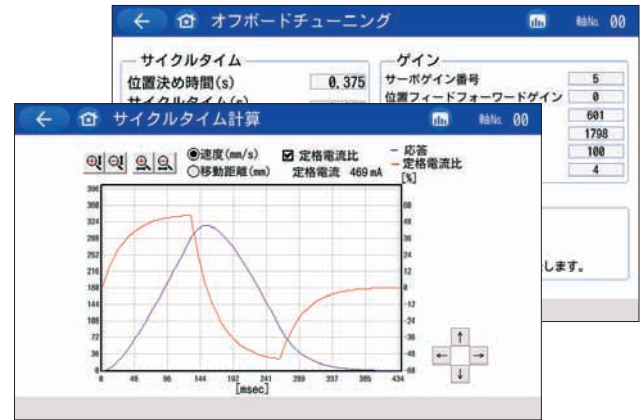 オフボードチューニング
軸No. 00
サイクルタイム
位置決め時間(s) 0.375
ゲイン
サーボゲイン番号 5
位置フィードフォワードゲイン 0
601
1798
100
4
します。
サイクルタイム計算
軸No. 00
速度(mm/s)
移動距離(mm)
定格電流比
定格電流 469 mA
応答
定格電流比
[%]
396
360
324
288
252
216
180
144
108
72
36
0
60
48
36
24
12
0
-12
-24
-36
-48
-60
0 48 96 144 192 241 289 337 385 434
[msec]